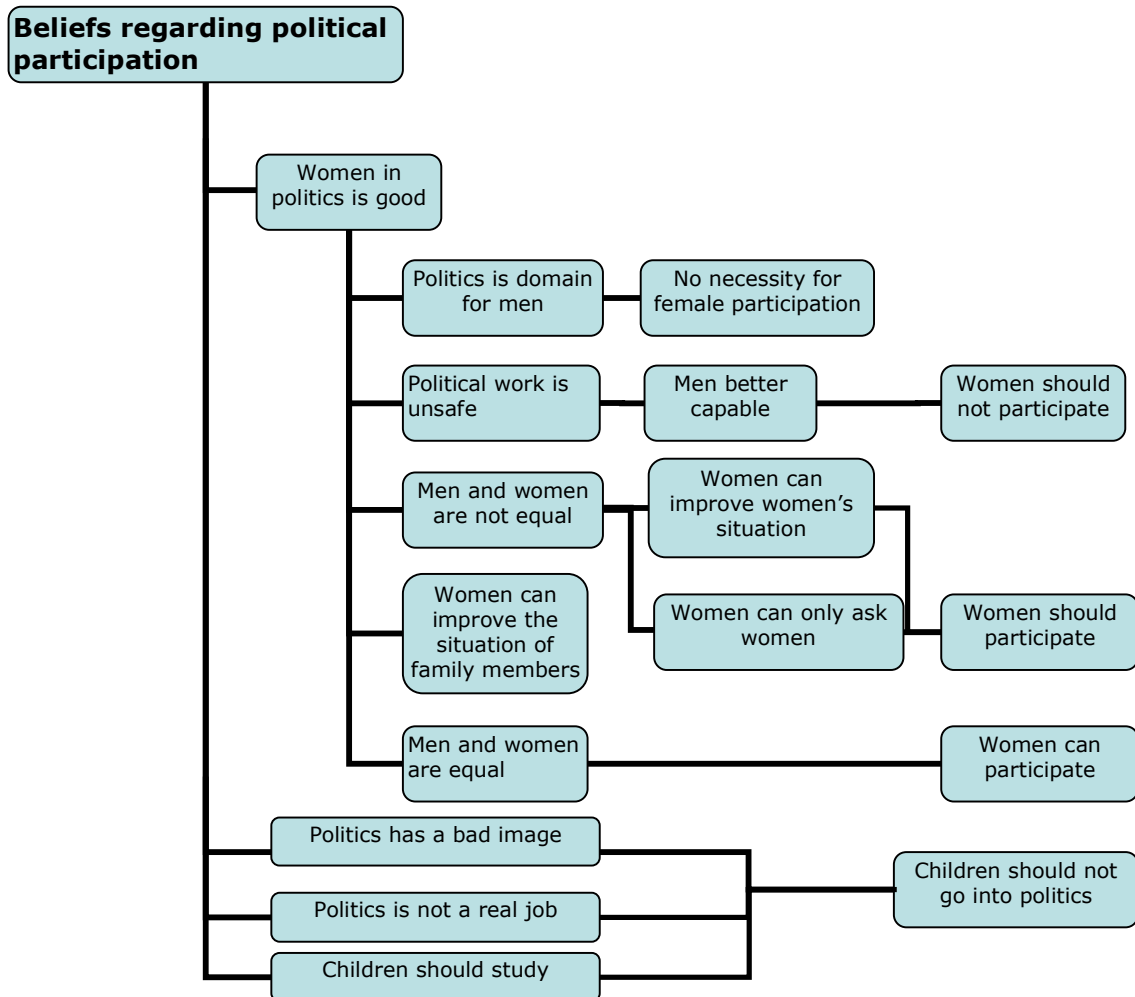 Beliefs regarding political
participation
Women in
politics is good
Politics is domain
for men
No necessity for
female participation
Political work is
unsafe
Men better
capable
Women should
not participate
Men and women
are not equal
Women can
improve women’s
situation
Women can
improve the
situation of
family members
Women can only ask
women
Women should
participate
Men and women
are equal
Women can
participate
Politics has a bad image
Children should not
go into politics
Politics is not a real job
Children should study